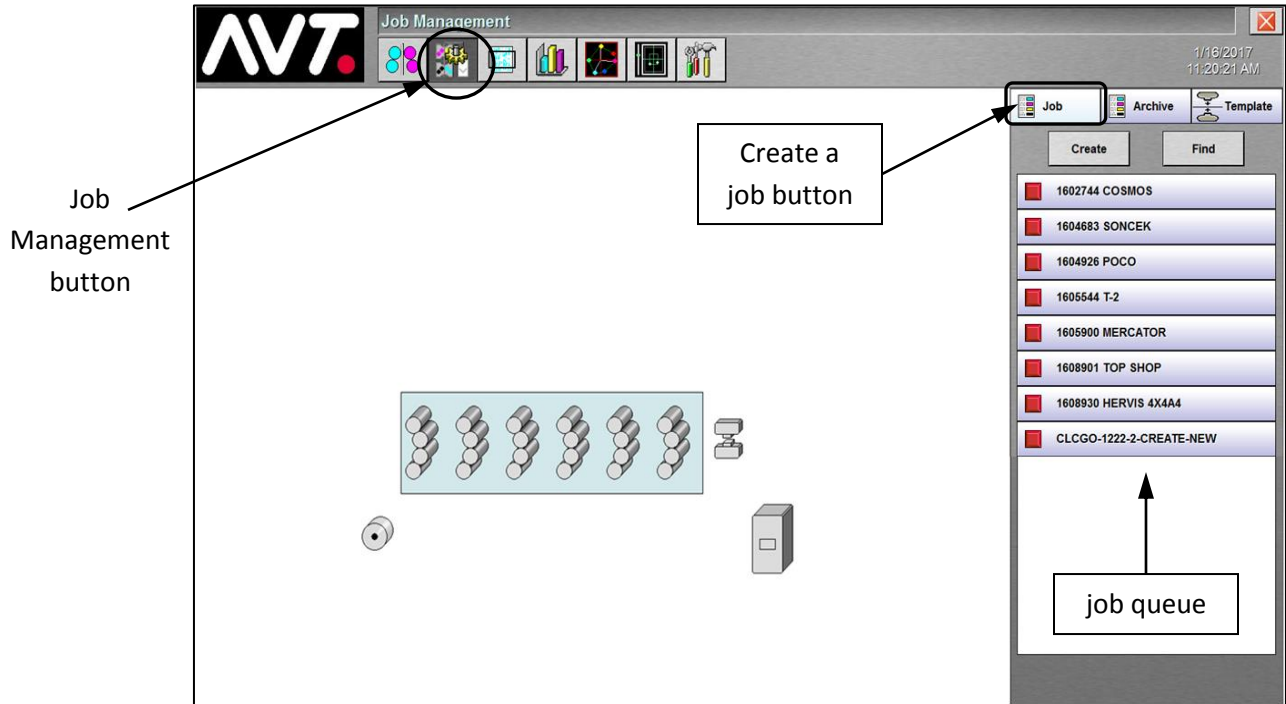 AVT.
Job Management
1/16/2017
11:20:21 AM
Job
Archive
Template
Create
Find
Create a
job button
Job
Management
button
1602744 COSMOS
1604683 SONCEK
1604926 POCO
1605544 T-2
1605900 MERCATOR
1608901 TOP SHOP
1608930 HERVIS 4X4A4
CLCGO-1222-2-CREATE-NEW
job queue